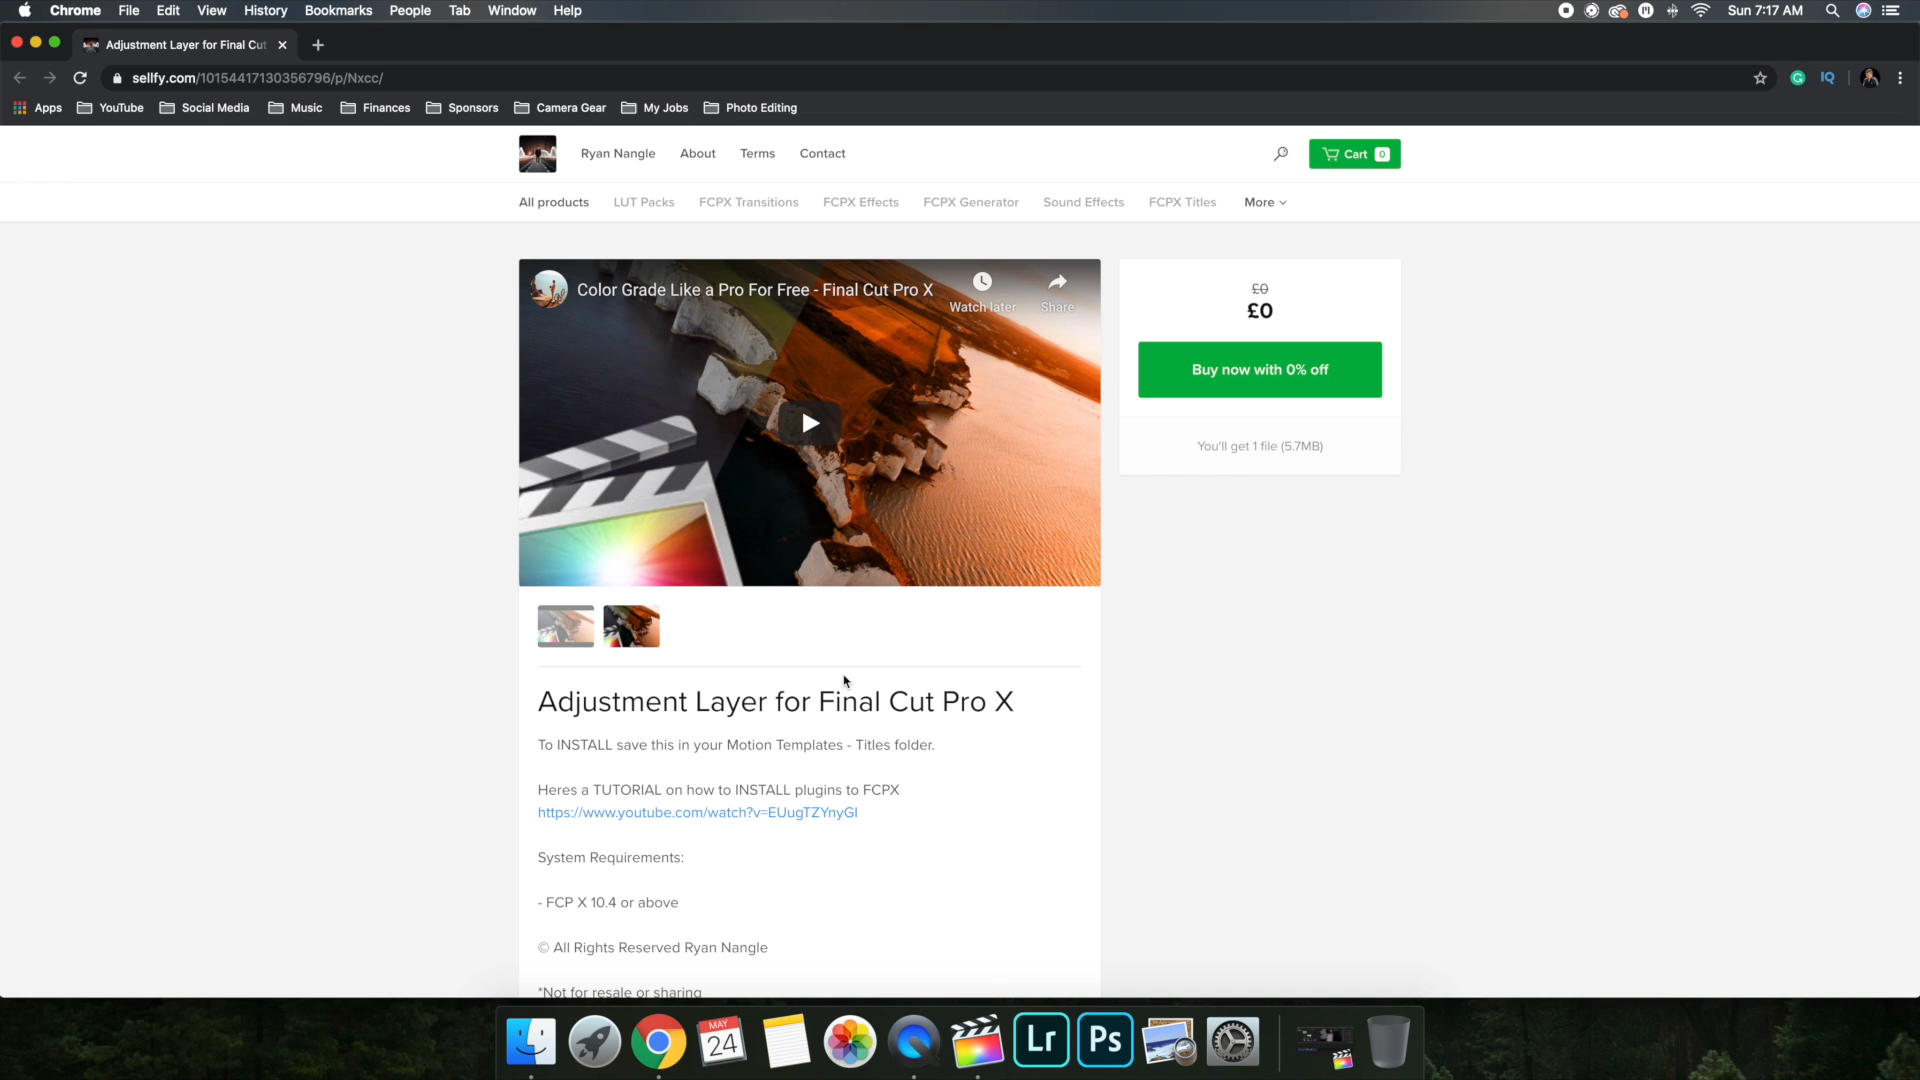 Chrome File Edit View History Bookmarks People Tab Window Help Sun 7:17 AM
Adjustment Layer for Final Cut
sellfy.com/10154417130356796/p/Nxcc/
IQ
Apps YouTube Social Media Music Finances Sponsors Camera Gear My Jobs Photo Editing
Ryan Nangle About Terms Contact Cart 0
All products LUT Packs FCPX Transitions FCPX Effects FCPX Generator Sound Effects FCPX Titles More
Color Grade Like a Pro For Free - Final Cut Pro X
Watch later Share
£0
£0
Buy now with 0% off
You'll get 1 file (5.7MB)
Adjustment Layer for Final Cut Pro X
To INSTALL save this in your Motion Templates - Titles folder.
Heres a TUTORIAL on how to INSTALL plugins to FCPX
https://www.youtube.com/watch?v=EUugTZYnyGI
System Requirements:
- FCP X 10.4 or above
© All Rights Reserved Ryan Nangle
*Not for resale or sharing
MAY
24
Lr
Ps